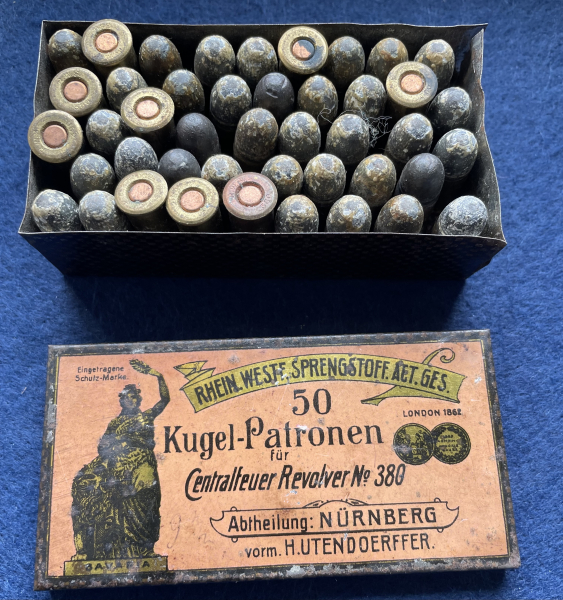 Eingetragene
Schutz-Marke.
RHEIN. WESTF. SPRENGSTOFF. ACT. GES.
50
LONDON 1862
Kugel-Patronen
für
Centralfeuer Revolver No 380
Abtheilung: NÜRNBERG
vorm. H. UTENDOERFFER.
BAVARIA